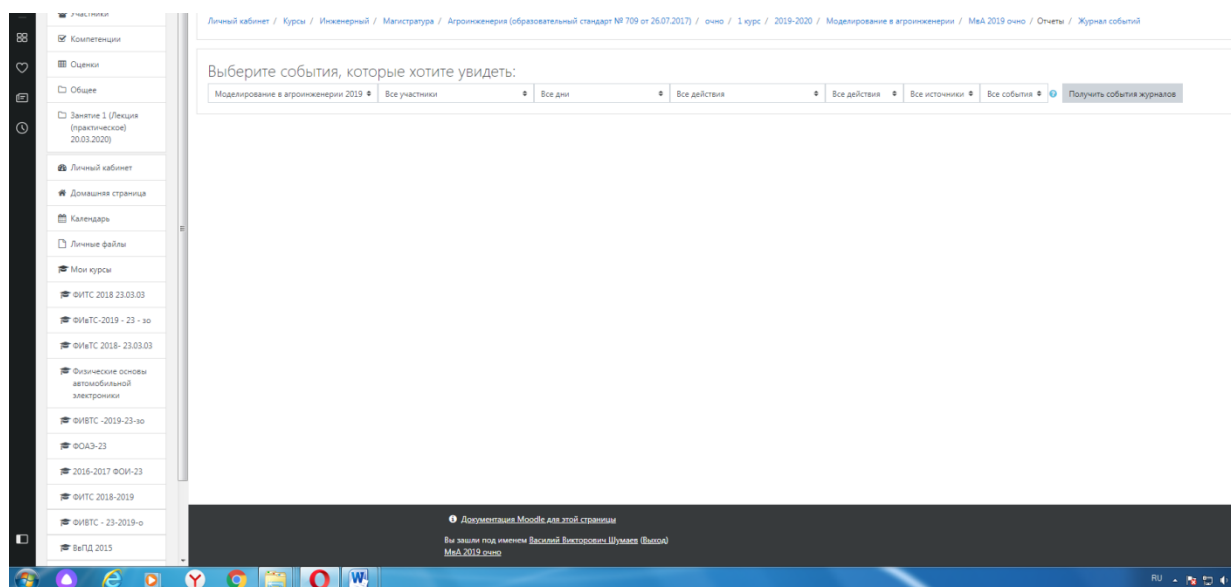 Участники
Компетенции
Оценки
Общее
Занятие 1 (Лекция
(практическое)
20.03.2020)
Личный кабинет
Домашняя страница
Календарь
Личные файлы
Мои курсы
ФИТС 2018 23.03.03
ФИвТС-2019 - 23 - зо
ФИвТС 2018- 23.03.03
Физические основы
автомобильной
электроники
ФИВТС -2019-23-зо
ФОАЭ-23
2016-2017 ФОИ-23
ФИТС 2018-2019
ФИВТС - 23-2019-о
ВвПД 2015
Личный кабинет / Курсы / Инженерный / Магистратура / Агроинженерия (образовательный стандарт № 709 от 26.07.2017) / очно / 1 курс / 2019-2020 / Моделирование в агроинженерии / МвА 2019 очно / Отчеты / Журнал событий
Выберите события, которые хотите увидеть:
Моделирование в агроинженерии 2019 Все участники Все дни Все действия Все действия Все источники Все события Получить события журналов
Документация Moodle для этой страницы
Вы зашли под именем Василий Викторович Шумаев (Выход)
МвА 2019 очно
RU